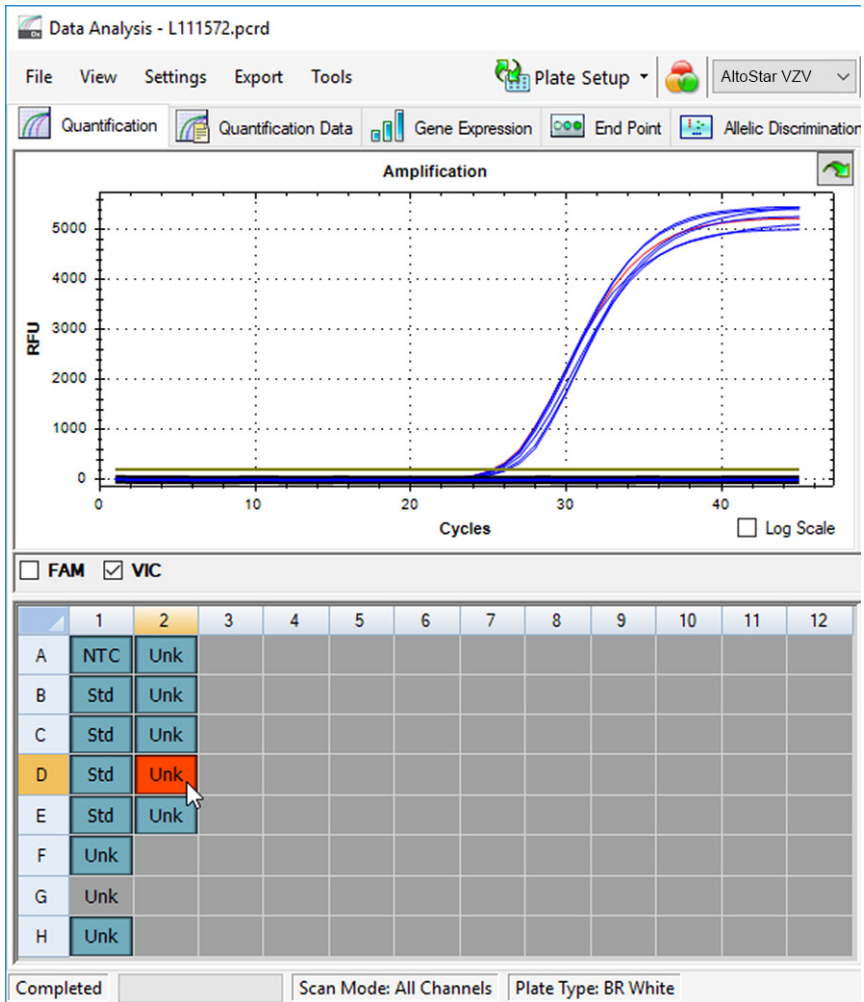 Data Analysis - L111572.pcrd
File View Settings Export Tools Plate Setup AltoStar VZV
Quantification Quantification Data Gene Expression End Point Allelic Discrimination
Amplification
5000
4000
3000
2000
1000
0
RFU
0 10 20 30 40
Cycles
Log Scale
FAM VIC
1 2 3 4 5 6 7 8 9 10 11 12
A NTC Unk
B Std Unk
C Std Unk
D Std Unk
E Std Unk
F Unk
G Unk
H Unk
Completed Scan Mode: All Channels Plate Type: BR White